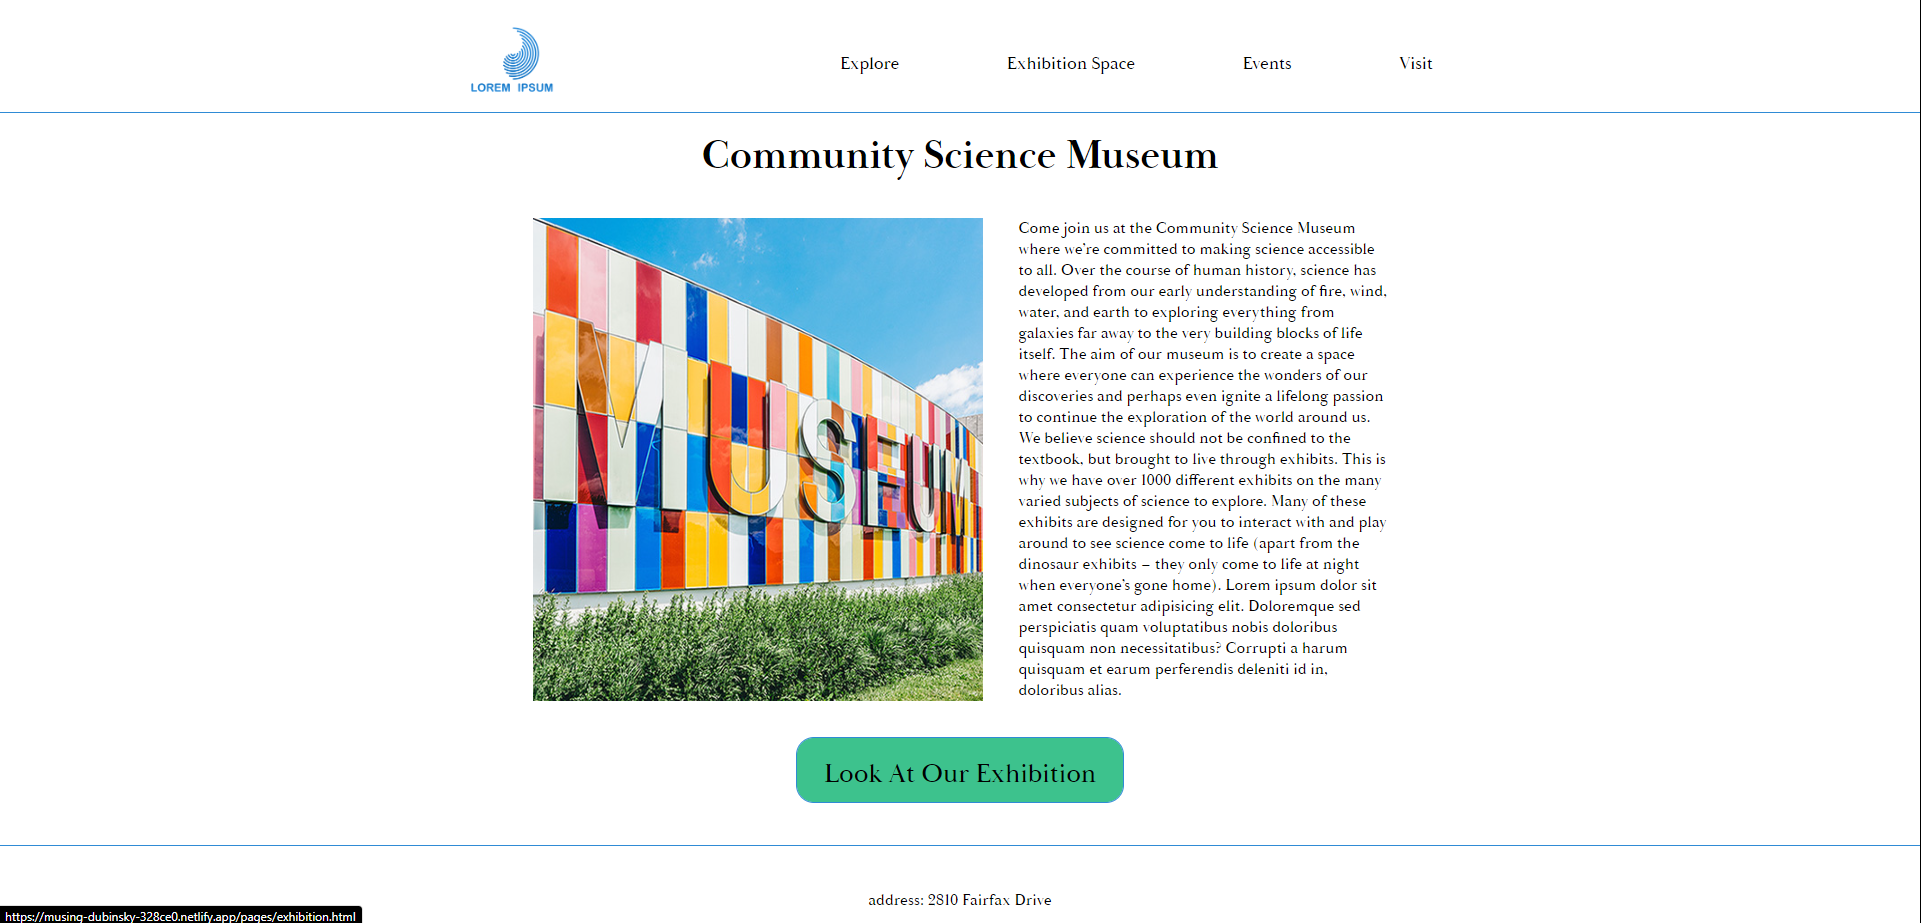 LOREM IPSUM
Explore
Exhibition Space
Events
Visit
Community Science Museum
MUSEUM
Come join us at the Community Science Museum
where we're committed to making science accessible
to all. Over the course of human history, science has
developed from our early understanding of fire, wind,
water, and earth to exploring everything from
galaxies far away to the very building blocks of life
itself. The aim of our museum is to create a space
where everyone can experience the wonders of our
discoveries and perhaps even ignite a lifelong passion
to continue the exploration of the world around us.
We believe science should not be confined to the
textbook, but brought to live through exhibits. This is
why we have over 1000 different exhibits on the many
varied subjects of science to explore. Many of these
exhibits are designed for you to interact with and play
around to see science come to life (apart from the
dinosaur exhibits – they only come to life at night
when everyone's gone home). Lorem ipsum dolor sit
amet consectetur adipisicing elit. Doloremque sed
perspiciatis quam voluptatibus nobis doloribus
quisquam non necessitatibus? Corrupti a harum
quisquam et earum perferendis deleniti id in,
doloribus alias.
Look At Our Exhibition
address: 2810 Fairfax Drive
https://musing-dubinsky-328ce0.netlify.app/pages/exhibition.html